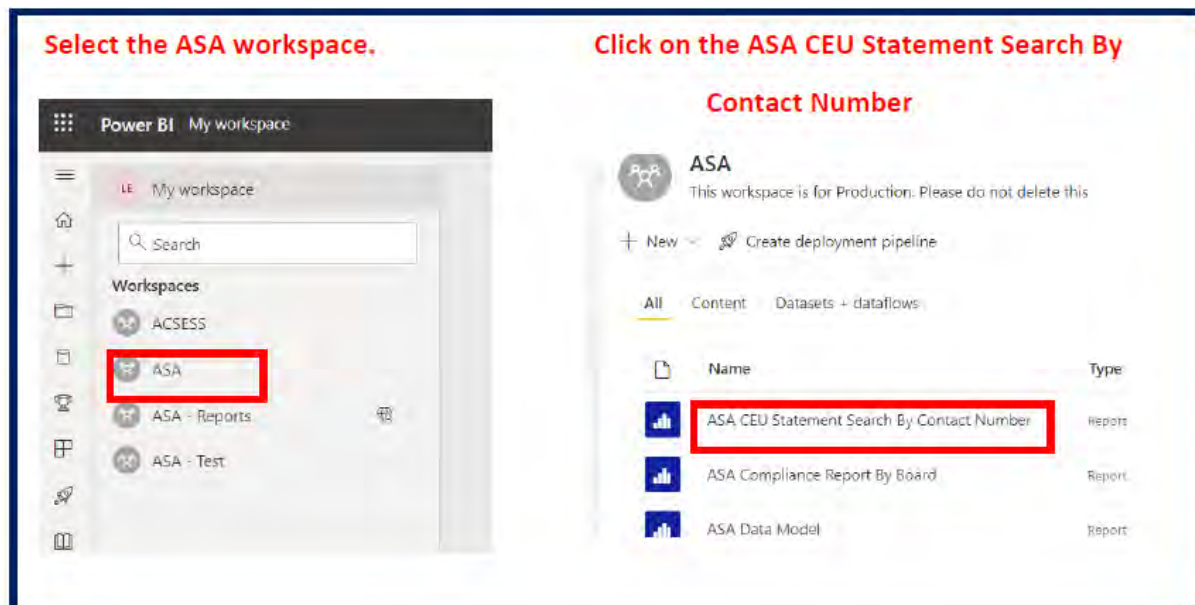 Select the ASA workspace.
Click on the ASA CEU Statement Search By
Contact Number
Power BI My workspace
LE My workspace
Search
Workspaces
ACSESS
ASA
ASA - Reports
ASA - Test
ASA
This workspace is for Production. Please do not delete this
+ New Create deployment pipeline
All Content Datasets + dataflows
Name Type
ASA CEU Statement Search By Contact Number Report
ASA Compliance Report By Board Report
ASA Data Model Report